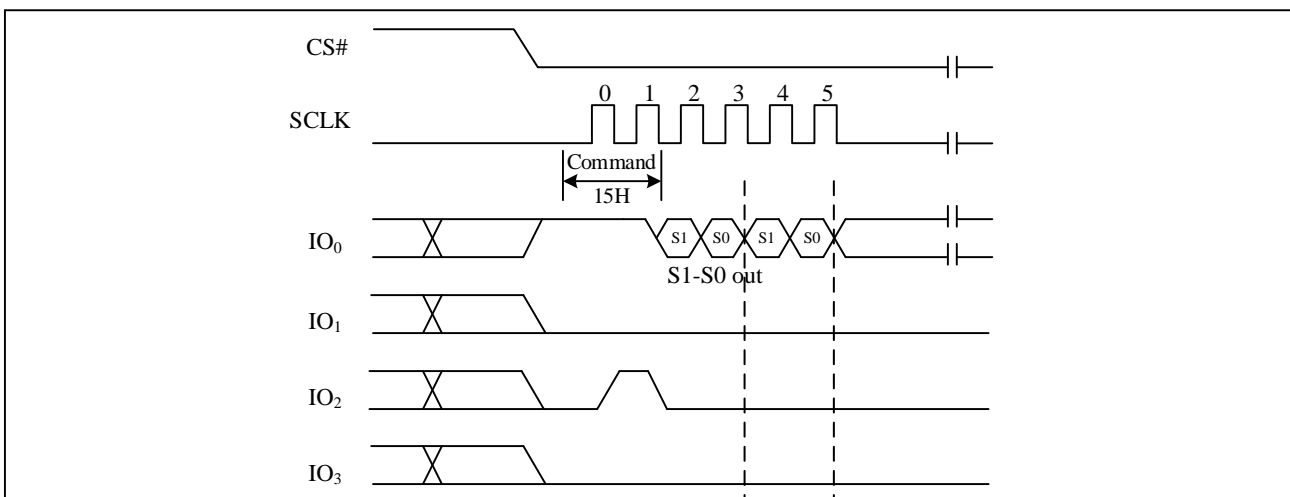 CS#
0 1 2 3 4 5
SCLK
Command
15H
IO₀
S1 S0 S1 S0
S1-S0 out
IO₁
IO₂
IO₃